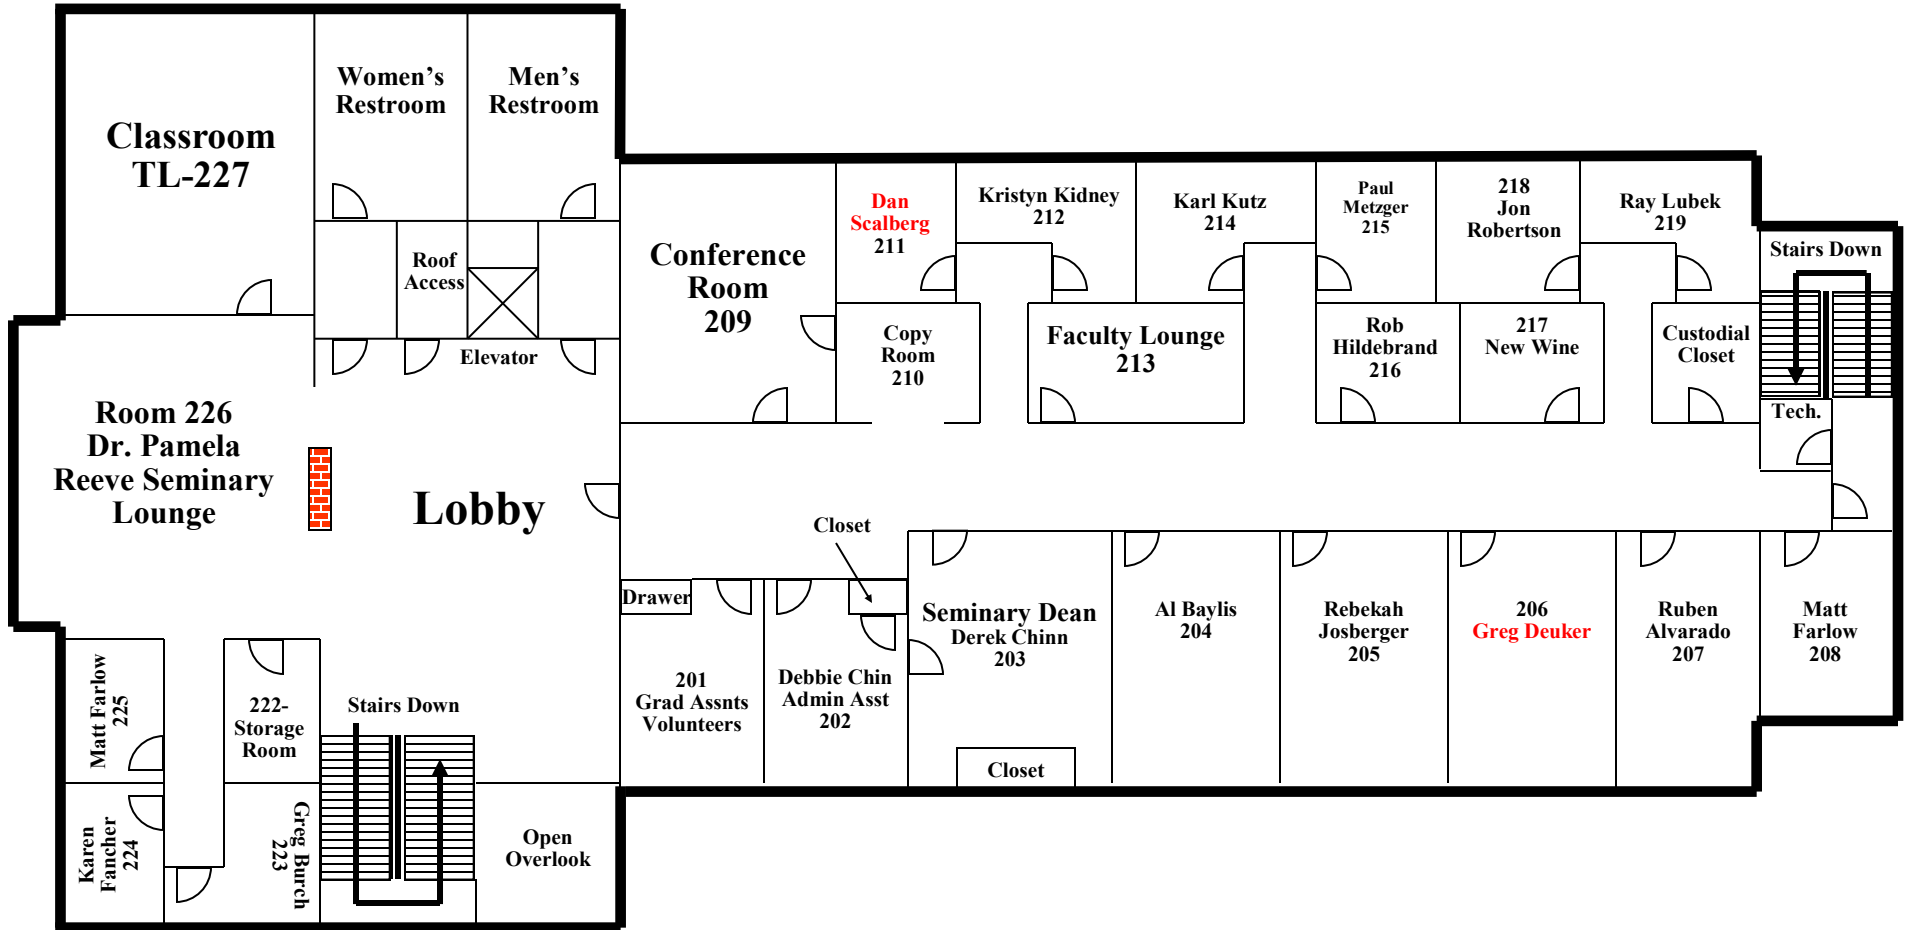 Classroom
TL-227
Women’s
Restroom
Men’s
Restroom
Roof
Access
Elevator
Conference
Room
209
Dan
Scalberg
211
Kristyn Kidney
212
Karl Kutz
214
Paul
Metzger
215
218
Jon
Robertson
Ray Lubek
219
Stairs Down
Copy
Room
210
Faculty Lounge
213
Rob
Hildebrand
216
217
New Wine
Custodial
Closet
Tech.
Room 226
Dr. Pamela
Reeve Seminary
Lounge
Lobby
Closet
Drawer
201
Grad Assnts
Volunteers
Debbie Chin
Admin Asst
202
Seminary Dean
Derek Chinn
203
Closet
Al Baylis
204
Rebekah
Josberger
205
206
Greg Deuker
Ruben
Alvarado
207
Matt
Farlow
208
Matt Farlow
225
222-
Storage
Room
Stairs Down
Karen
Fancher
224
Greg Burch
223
Open
Overlook